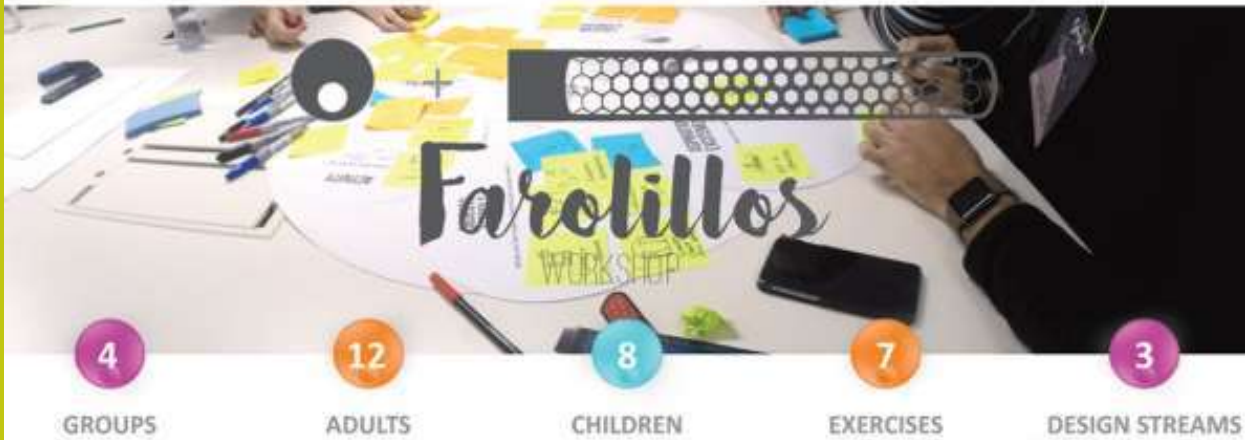 Farolillos
WORKSHOP
4
12
8
7
3
GROUPS
ADULTS
CHILDREN
EXERCISES
DESIGN STREAMS